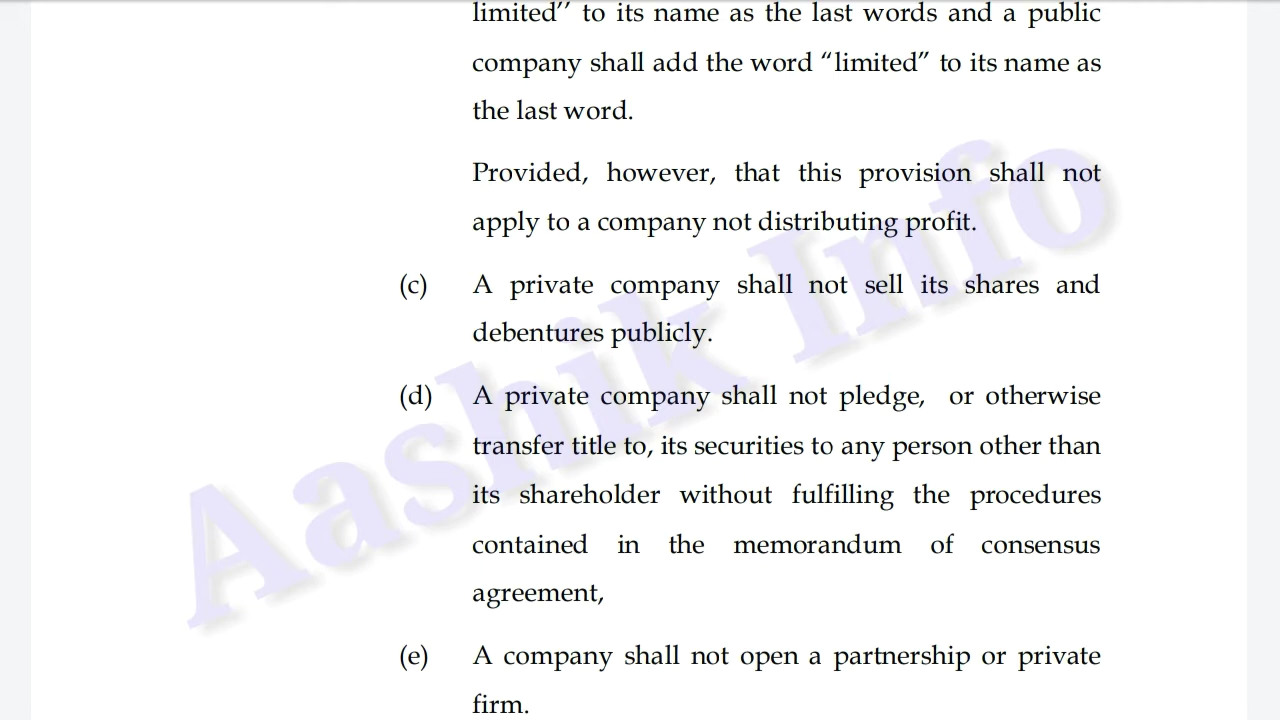 limited’’ to its name as the last words and a public
company shall add the word “limited” to its name as
the last word.
Provided, however, that this provision shall not
apply to a company not distributing profit.
(c) A private company shall not sell its shares and
debentures publicly.
(d) A private company shall not pledge, or otherwise
transfer title to, its securities to any person other than
its shareholder without fulfilling the procedures
contained in the memorandum of consensus
agreement,
(e) A company shall not open a partnership or private
firm.
Aashik Info